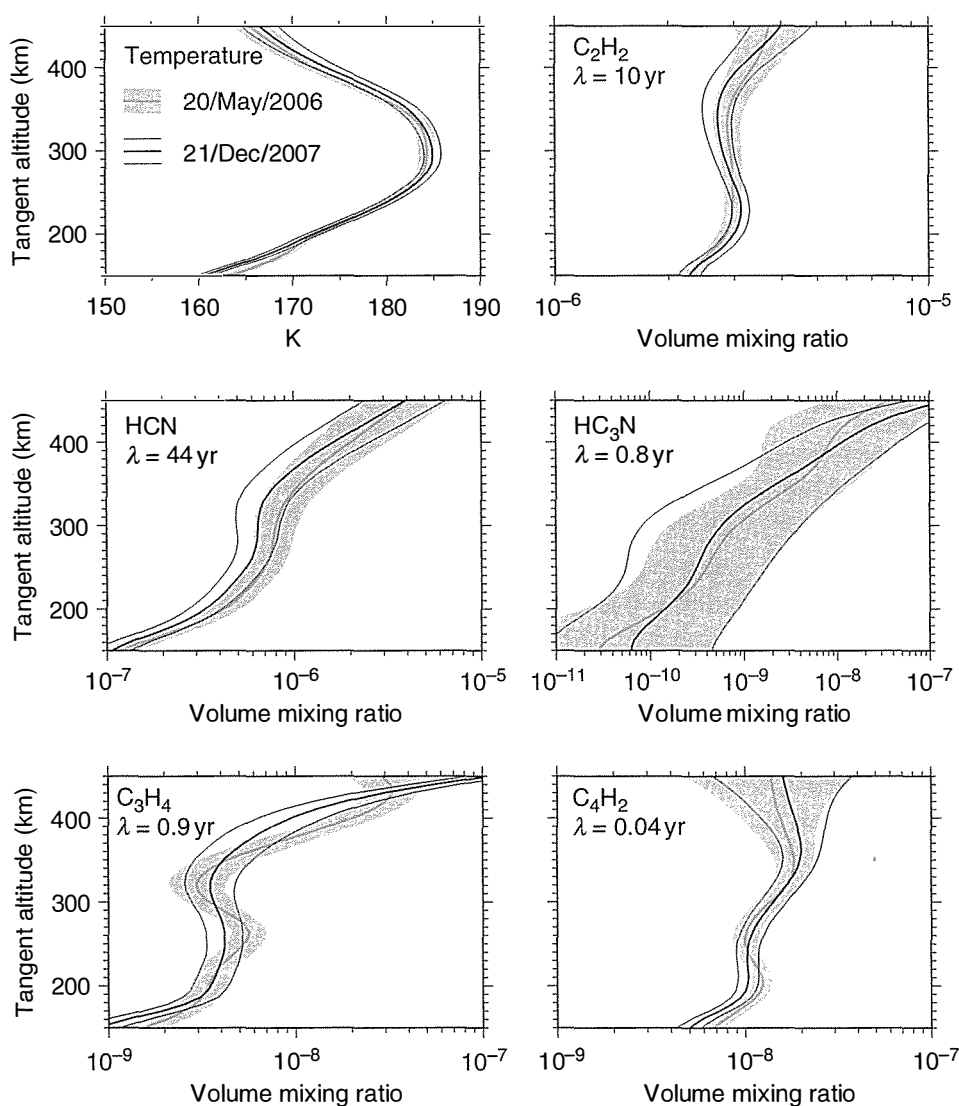 Temperature
20/May/2006
21/Dec/2007
Tangent altitude (km)
400
300
200
150
160
170
180
190
K
C₂H₂
λ = 10 yr
10⁻⁶
10⁻⁵
Volume mixing ratio
HCN
λ = 44 yr
Tangent altitude (km)
400
300
200
10⁻⁷
10⁻⁶
10⁻⁵
Volume mixing ratio
HC₃N
λ = 0.8 yr
10⁻¹¹
10⁻¹⁰
10⁻⁹
10⁻⁸
10⁻⁷
Volume mixing ratio
C₃H₄
λ = 0.9 yr
Tangent altitude (km)
400
300
200
10⁻⁹
10⁻⁸
10⁻⁷
Volume mixing ratio
C₄H₂
λ = 0.04 yr
10⁻⁹
10⁻⁸
10⁻⁷
Volume mixing ratio